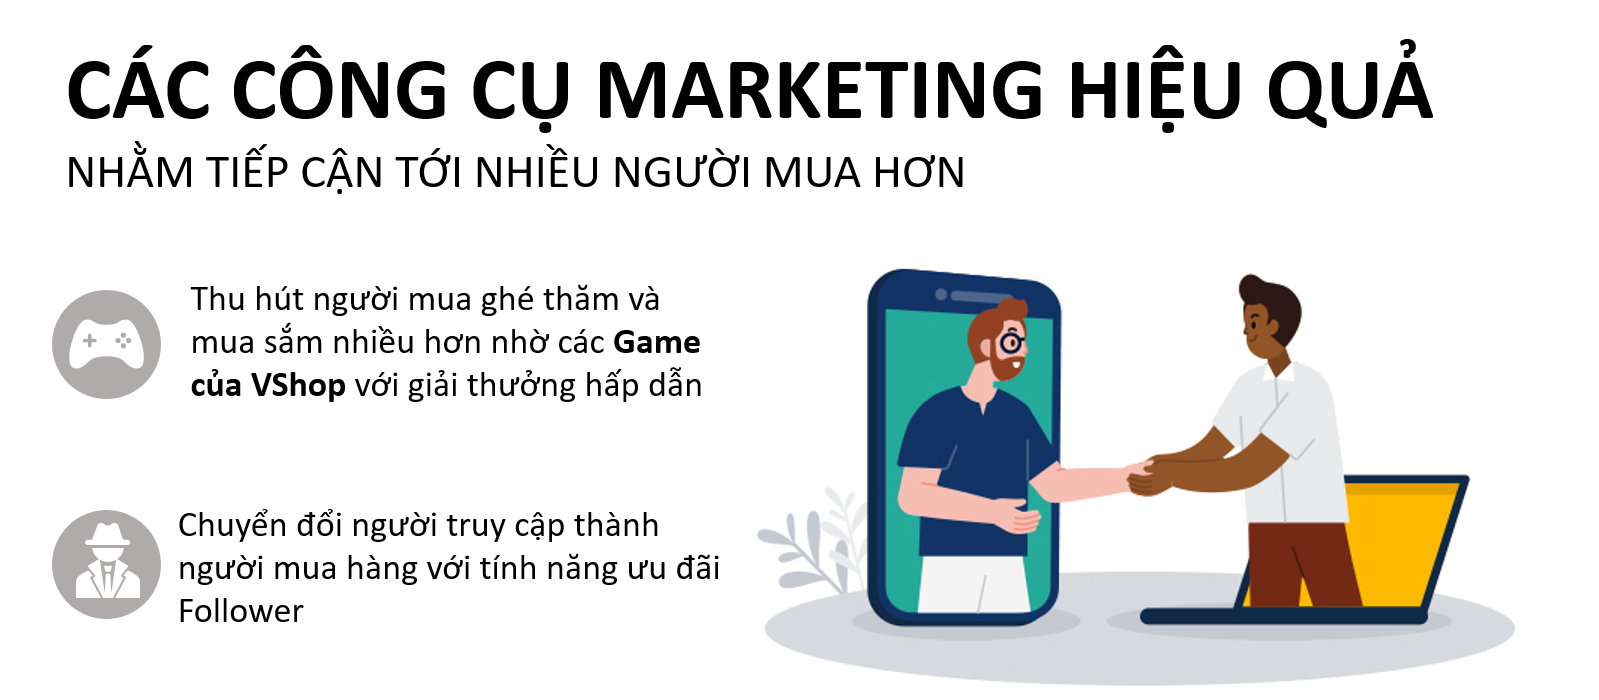 CÁC CÔNG CỤ MARKETING HIỆU QUẢ
NHẰM TIẾP CẬN TỚI NHIỀU NGƯỜI MUA HƠN
Thu hút người mua ghé thăm và
mua sắm nhiều hơn nhờ các Game
của VShop với giải thưởng hấp dẫn
Chuyển đổi người truy cập thành
người mua hàng với tính năng ưu đãi
Follower